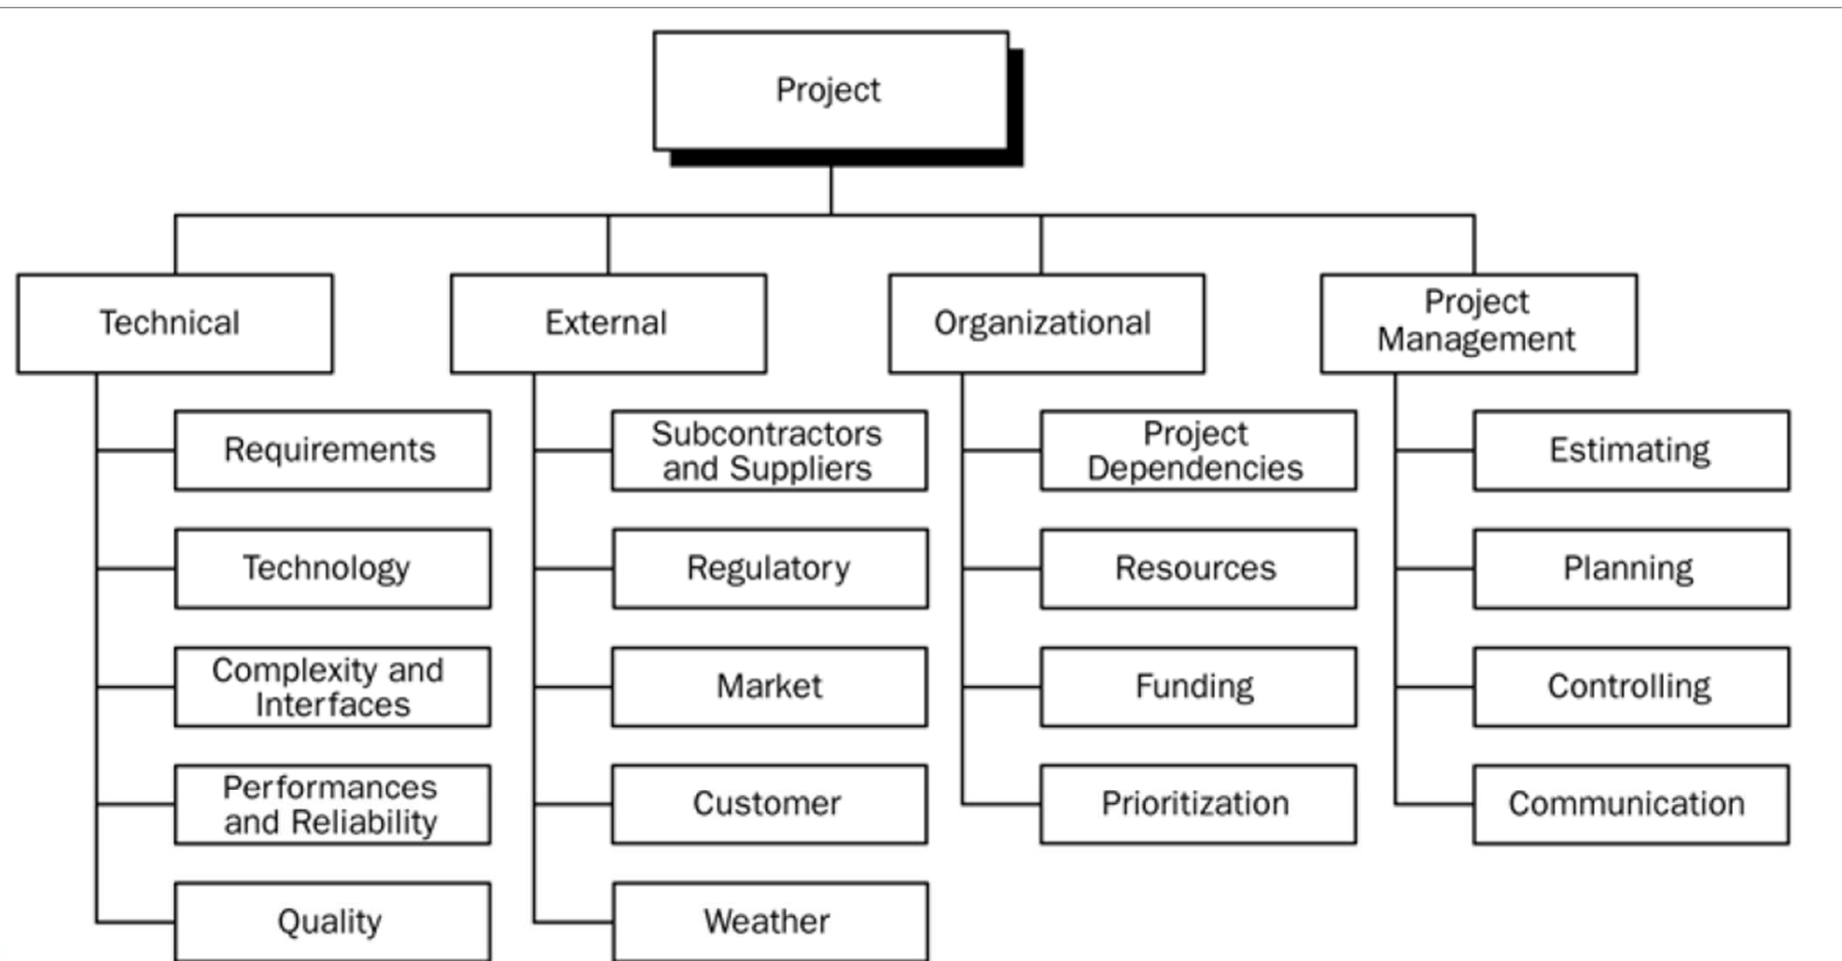 Project
Technical
External
Organizational
Project
Management
Requirements
Technology
Complexity and
Interfaces
Performances
and Reliability
Quality
Subcontractors
and Suppliers
Regulatory
Market
Customer
Weather
Project
Dependencies
Resources
Funding
Prioritization
Estimating
Planning
Controlling
Communication